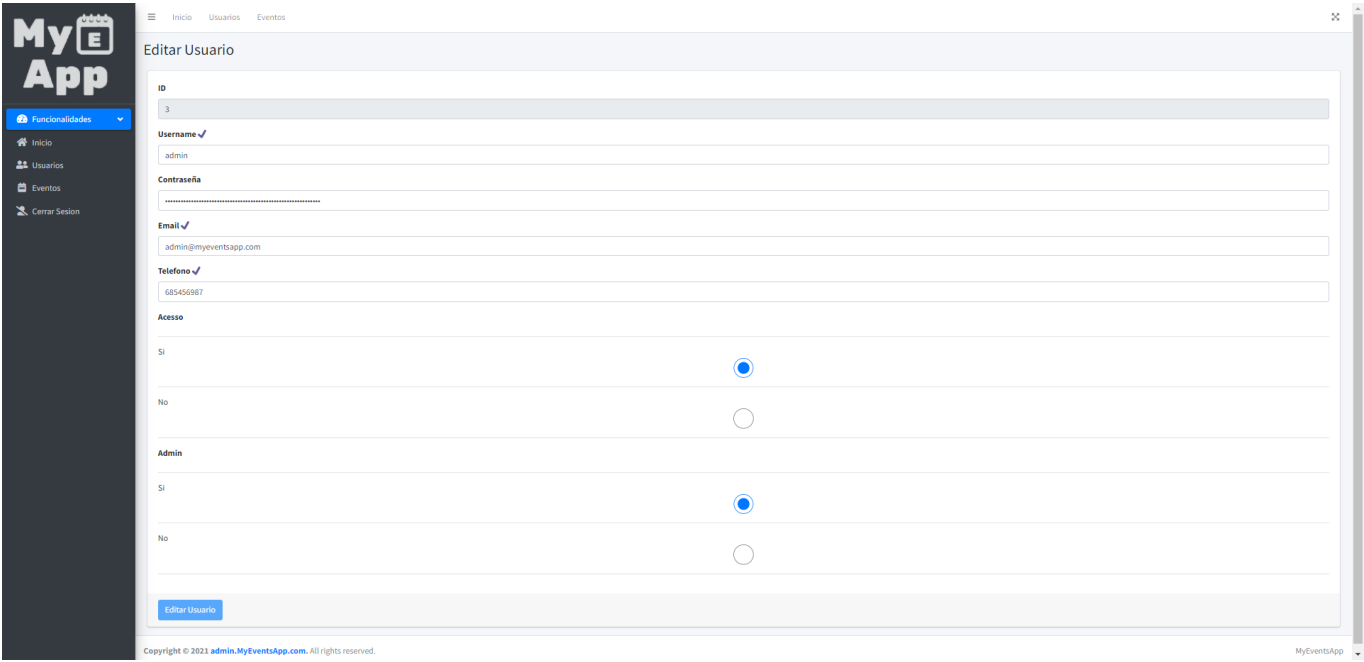 My E
App
Inicio Usuarios Eventos
Editar Usuario
Funcionalidades
Inicio
Usuarios
Eventos
Cerrar Sesion
ID
3
Username
admin
Contraseña
Email
admin@myeventsapp.com
Telefono
685456987
Acesso
Si
No
Admin
Si
No
Editar Usuario
Copyright © 2021 admin.MyEventsApp.com. All rights reserved.
MyEventsApp